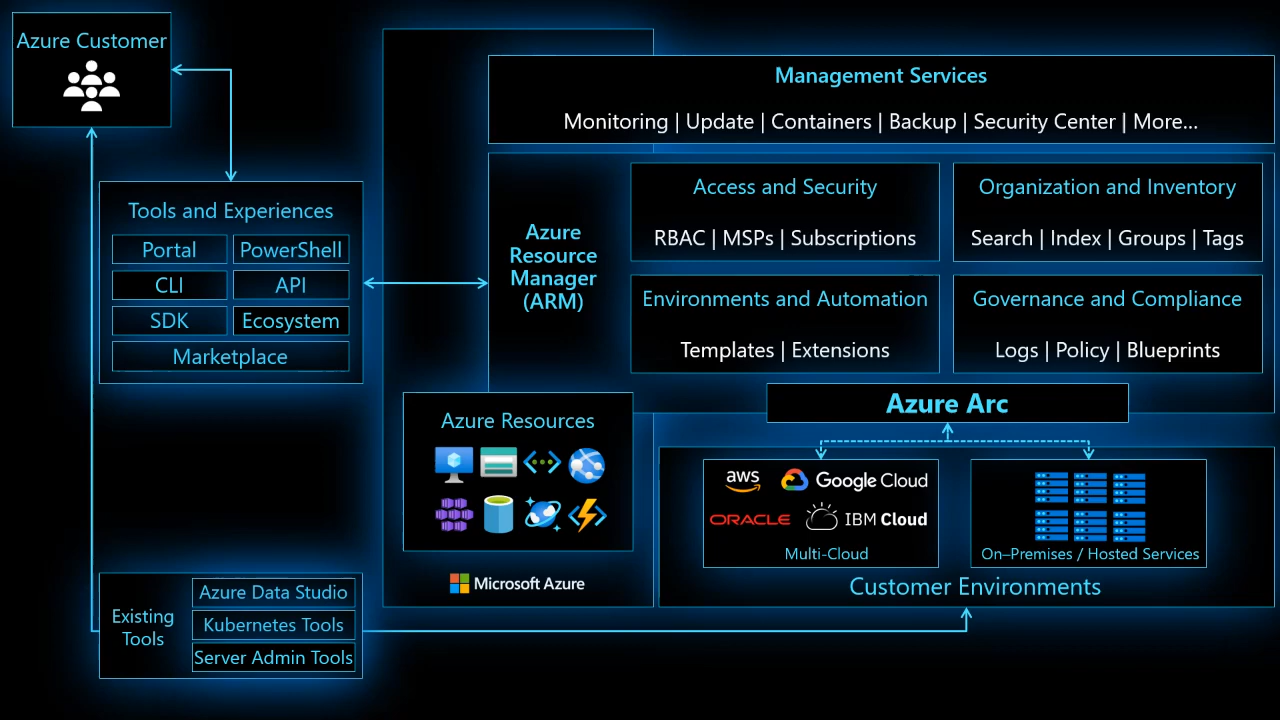 Azure Customer
Tools and Experiences
Portal
PowerShell
CLI
API
SDK
Ecosystem
Marketplace
Existing
Tools
Azure Data Studio
Kubernetes Tools
Server Admin Tools
Management Services
Monitoring | Update | Containers | Backup | Security Center | More...
Azure
Resource
Manager
(ARM)
Access and Security
RBAC | MSPs | Subscriptions
Organization and Inventory
Search | Index | Groups | Tags
Environments and Automation
Templates | Extensions
Governance and Compliance
Logs | Policy | Blueprints
Azure Arc
Azure Resources
Microsoft Azure
aws
Google Cloud
ORACLE
IBM Cloud
Multi-Cloud
On–Premises / Hosted Services
Customer Environments